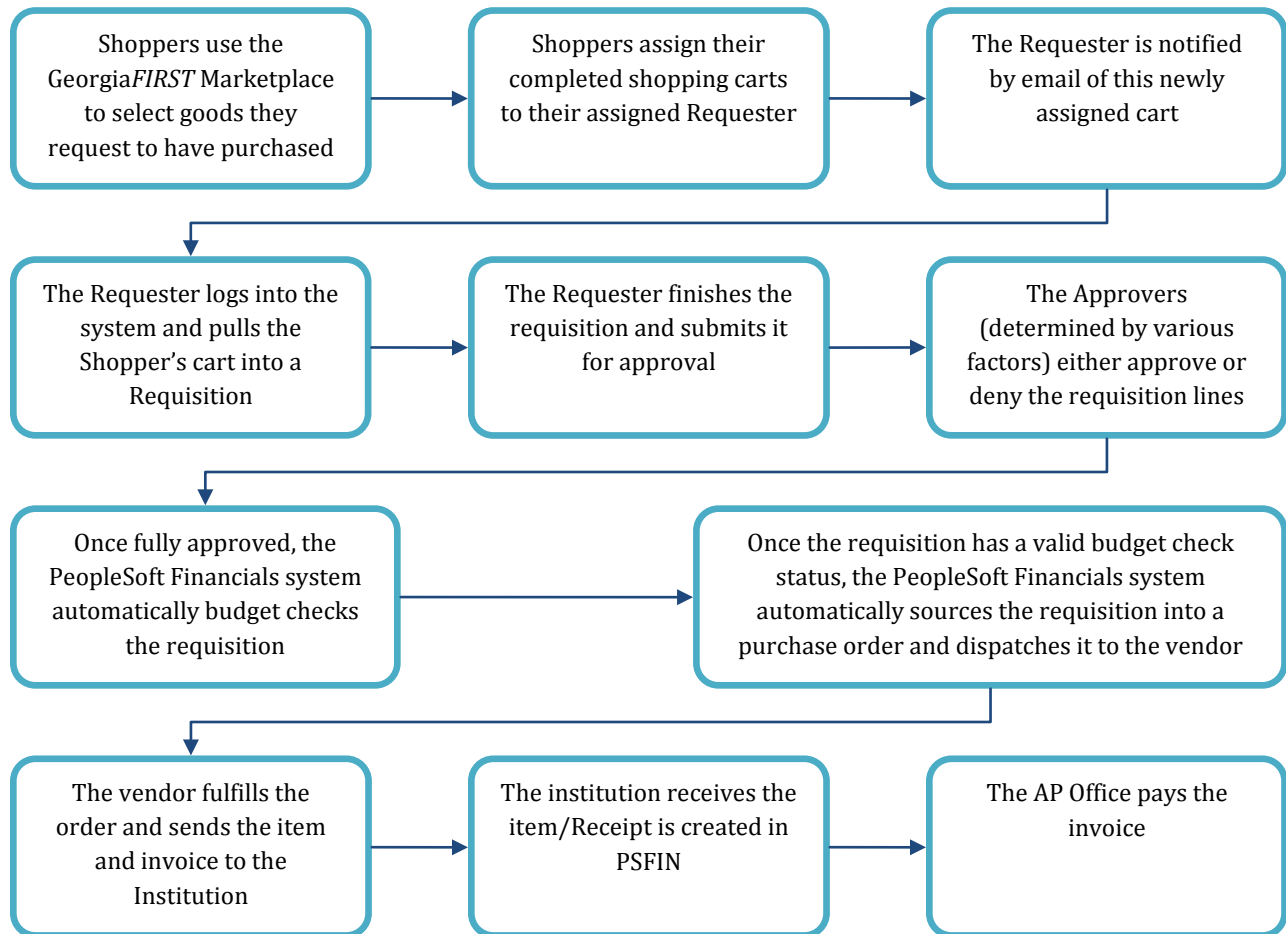 Shoppers use the
GeorgiaFIRST Marketplace
to select goods they
request to have purchased
Shoppers assign their
completed shopping carts
to their assigned Requester
The Requester is notified
by email of this newly
assigned cart
The Requester logs into the
system and pulls the
Shopper’s cart into a
Requisition
The Requester finishes the
requisition and submits it
for approval
The Approvers
(determined by various
factors) either approve or
deny the requisition lines
Once fully approved, the
PeopleSoft Financials system
automatically budget checks
the requisition
Once the requisition has a valid budget check
status, the PeopleSoft Financials system
automatically sources the requisition into a
purchase order and dispatches it to the vendor
The vendor fulfills the
order and sends the item
and invoice to the
Institution
The institution receives the
item/Receipt is created in
PSFIN
The AP Office pays the
invoice